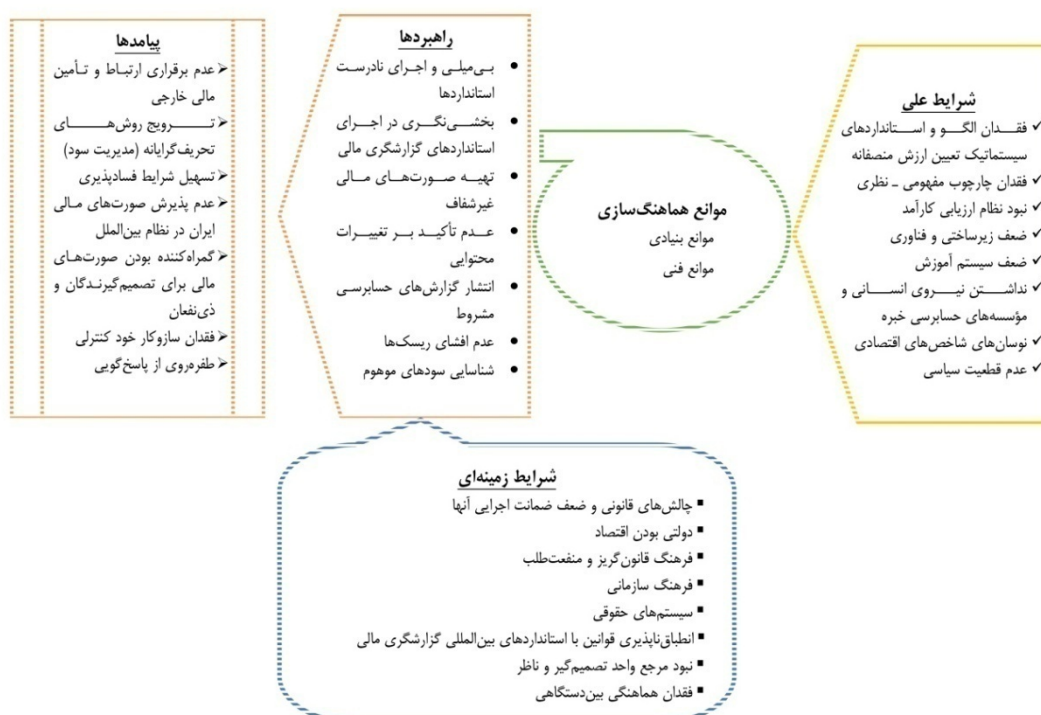 شرایط علی
✓ فقدان الگو و استانداردهای
سیستماتیک تعیین ارزش منصفانه
✓ فقدان چارچوب مفهومی ـ نظری
✓ نبود نظام ارزیابی کارآمد
✓ ضعف زیرساختی و فناوری
✓ ضعف سیستم آموزش
✓ نداشتن نیروی انسانی و
مؤسسه‌های حسابرسی خبره
✓ نوسان‌های شاخص‌های اقتصادی
✓ عدم قطعیت سیاسی
موانع هماهنگ‌سازی
موانع بنیادی
موانع فنی
راهبردها
● بی‌میلی و اجرای نادرست
استانداردها
● بخشی‌نگری در اجرای
استانداردهای گزارشگری مالی
● تهیه صورت‌های مالی
غیرشفاف
● عدم تأکید بر تغییرات
محتوایی
● انتشار گزارش‌های حسابرسی
مشروط
● عدم افشای ریسک‌ها
● شناسایی سودهای موهوم
پیامدها
➢ عدم برقراری ارتباط و تأمین
مالی خارجی
➢ ترویج روش‌های
تحریف‌گرایانه (مدیریت سود)
➢ تسهیل شرایط فسادپذیری
➢ عدم پذیرش صورت‌های مالی
ایران در نظام بین‌الملل
➢ گمراه‌کننده بودن صورت‌های
مالی برای تصمیم‌گیرندگان و
ذی‌نفعان
➢ فقدان سازوکار خود کنترلی
➢ طفره‌روی از پاسخ‌گویی
شرایط زمینه‌ای
▪ چالش‌های قانونی و ضعف ضمانت اجرایی آنها
▪ دولتی بودن اقتصاد
▪ فرهنگ قانون‌گریز و منفعت‌طلب
▪ فرهنگ سازمانی
▪ سیستم‌های حقوقی
▪ انطباق‌ناپذیری قوانین با استانداردهای بین‌المللی گزارشگری مالی
▪ نبود مرجع واحد تصمیم‌گیر و ناظر
▪ فقدان هماهنگی بین‌دستگاهی